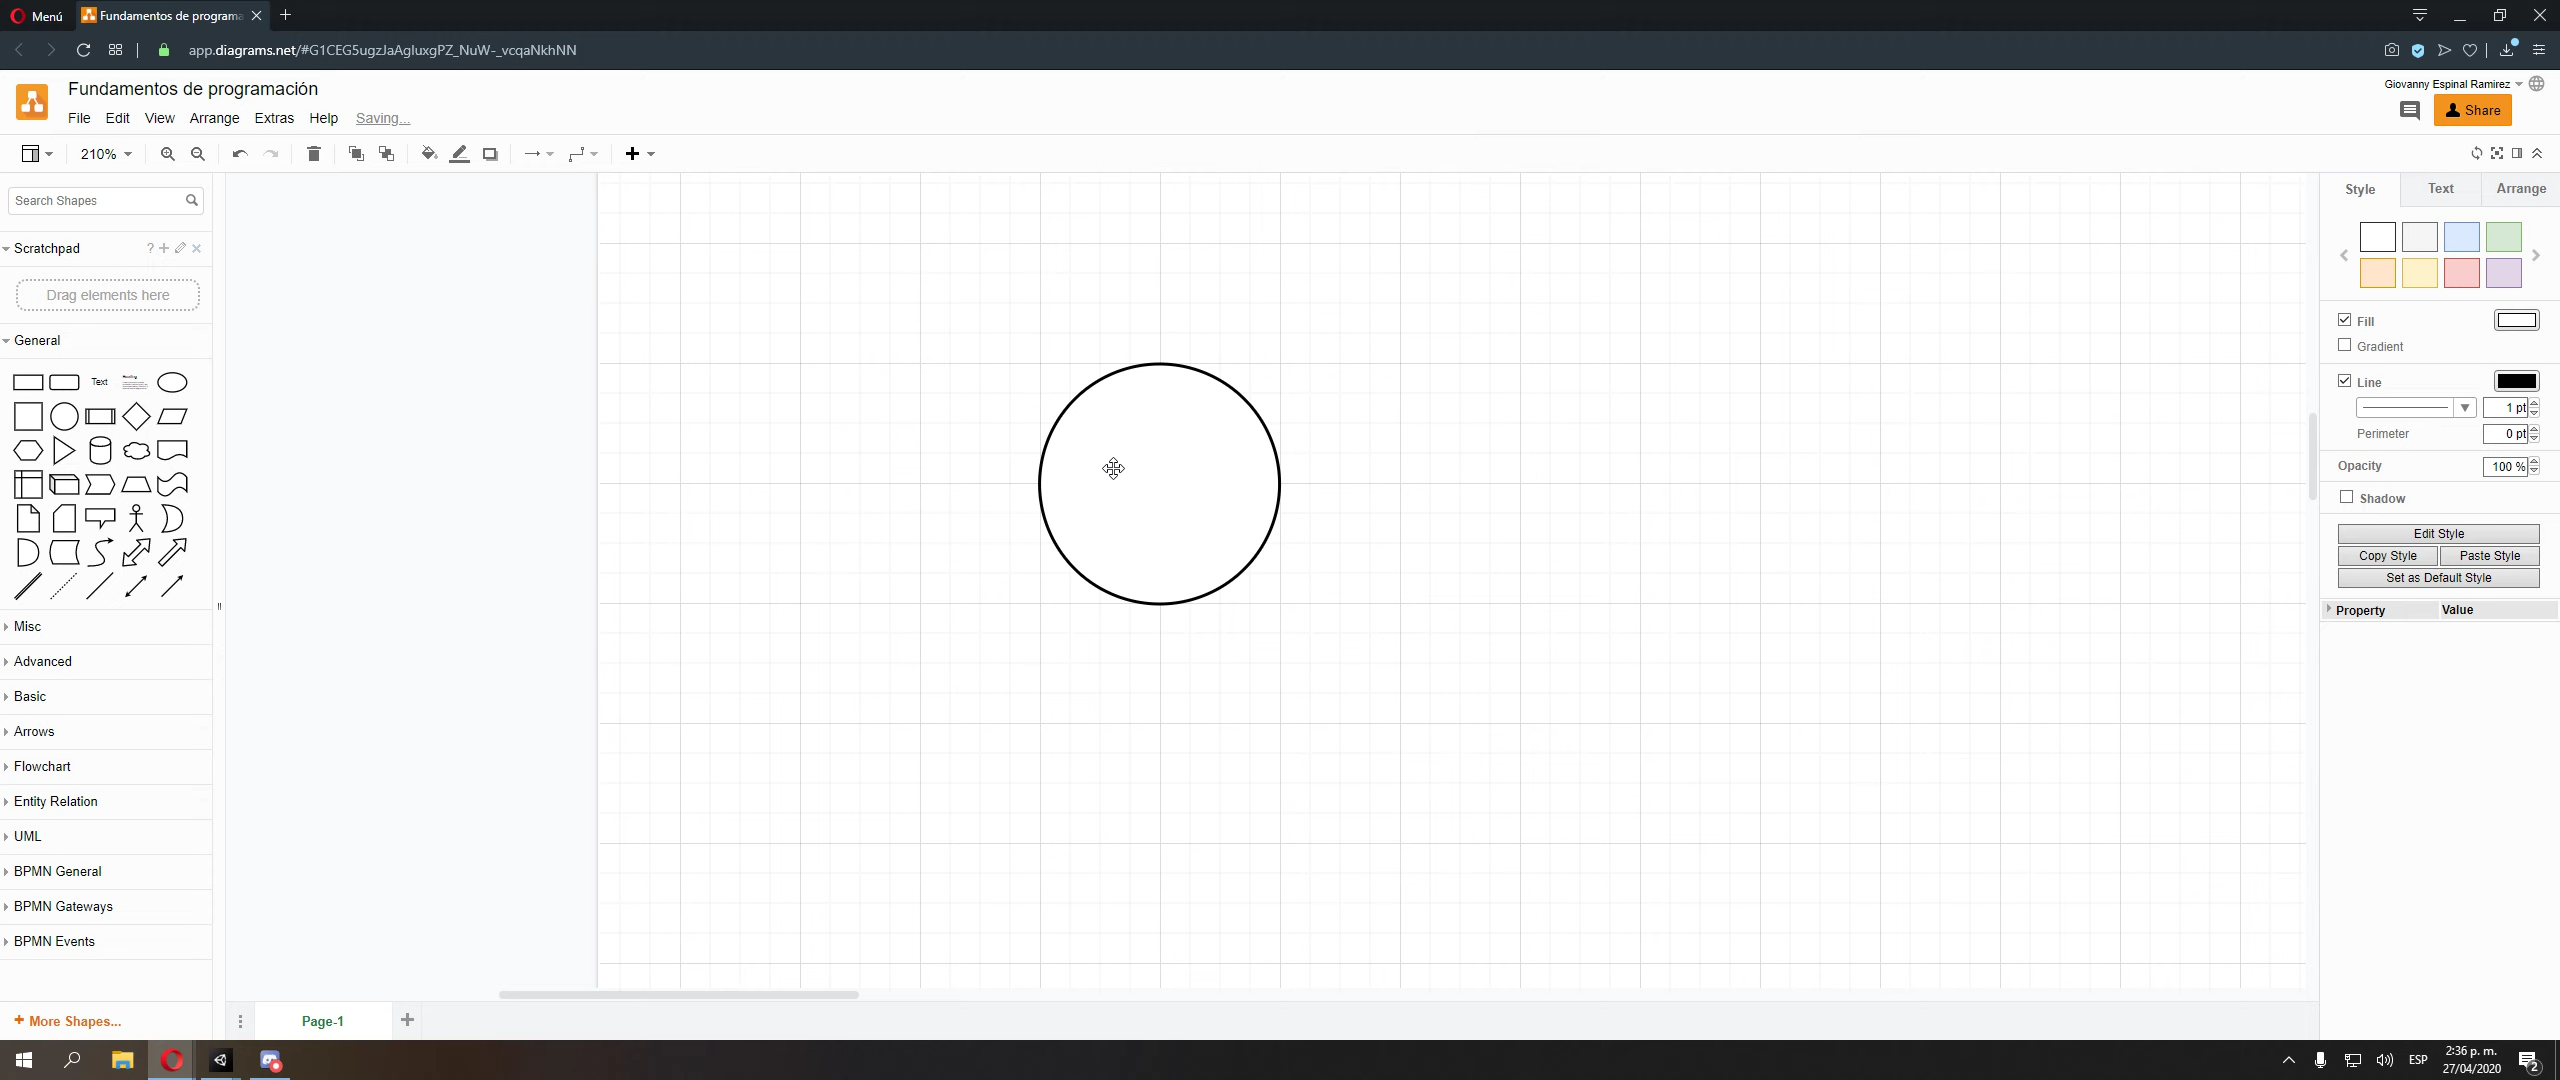 Menú
Fundamentos de programa
app.diagrams.net/#G1CEG5ugzJaAgluxgPZ_NuW-_vcqaNkhNN
Fundamentos de programación
Giovanny Espinal Ramirez
File Edit View Arrange Extras Help Saving...
Share
210%
Search Shapes
Style Text Arrange
Scratchpad ?
Drag elements here
General
Text
Heading
Fill
Gradient
Line
1 pt
Perimeter 0 pt
Opacity 100 %
Shadow
Edit Style
Copy Style Paste Style
Set as Default Style
Property Value
Misc
Advanced
Basic
Arrows
Flowchart
Entity Relation
UML
BPMN General
BPMN Gateways
BPMN Events
+ More Shapes...
Page-1
ESP
2:36 p. m.
27/04/2020
2